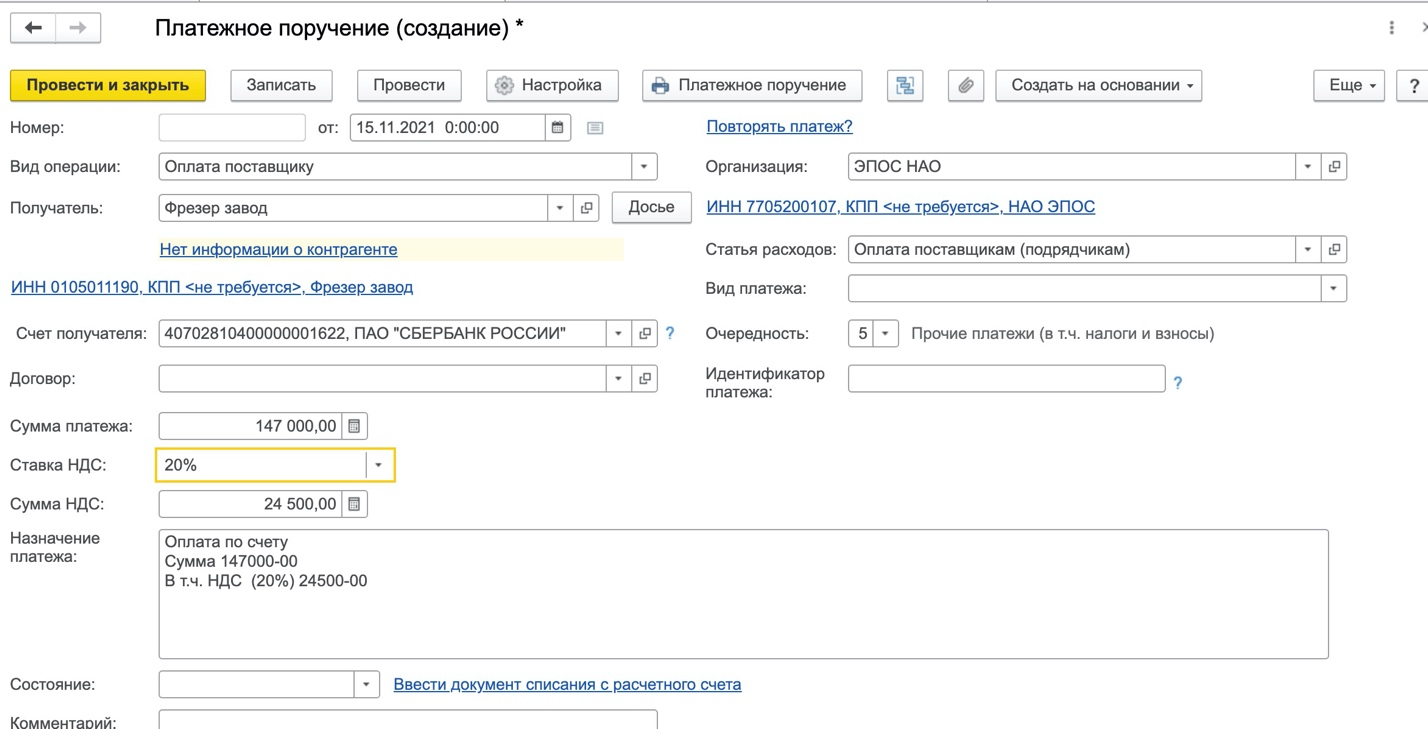 Платежное поручение (создание) *
Провести и закрыть Записать Провести Настройка Платежное поручение Создать на основании Еще ?
Номер: от: 15.11.2021 0:00:00 Повторять платеж?
Вид операции: Оплата поставщику Организация: ЭПОС НАО
Получатель: Фрезер завод Досье ИНН 7705200107, КПП <не требуется>, НАО ЭПОС
Нет информации о контрагенте Статья расходов: Оплата поставщикам (подрядчикам)
ИНН 0105011190, КПП <не требуется>, Фрезер завод Вид платежа:
Счет получателя: 40702810400000001622, ПАО "СБЕРБАНК РОССИИ" ? Очередность: 5 Прочие платежи (в т.ч. налоги и взносы)
Договор: Идентификатор
платежа: ?
Сумма платежа: 147 000,00
Ставка НДС: 20%
Сумма НДС: 24 500,00
Назначение
платежа:
Оплата по счету
Сумма 147000-00
В т.ч. НДС (20%) 24500-00
Состояние: Ввести документ списания с расчетного счета
Комментарий: